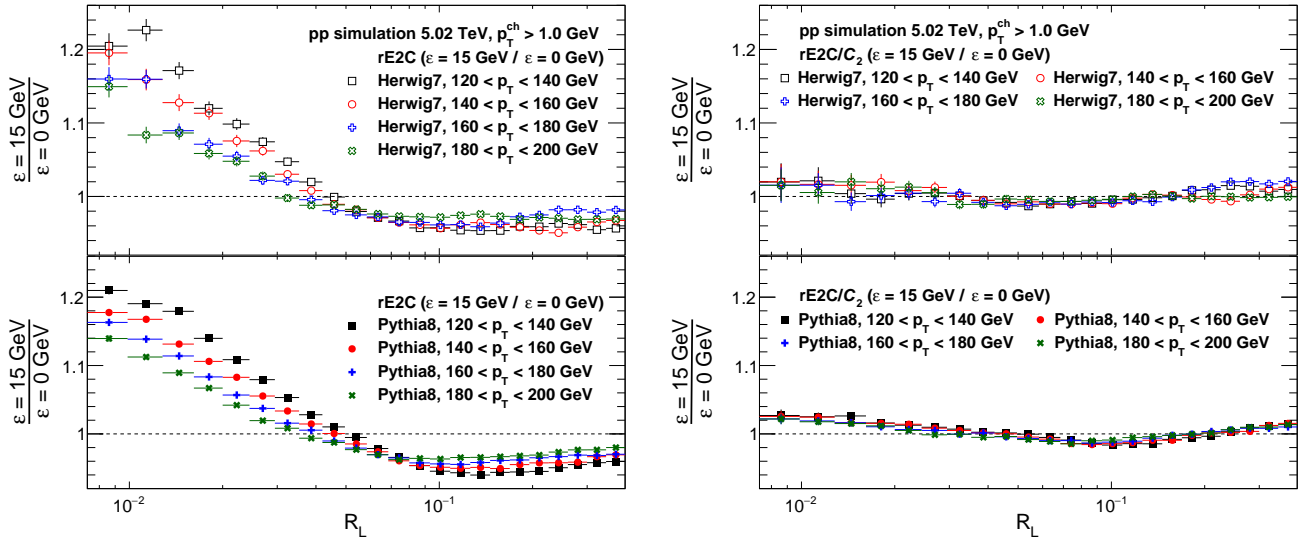 pp simulation 5.02 TeV, p_T^ch > 1.0 GeV
rE2C (ε = 15 GeV / ε = 0 GeV)
Herwig7, 120 < p_T < 140 GeV
Herwig7, 140 < p_T < 160 GeV
Herwig7, 160 < p_T < 180 GeV
Herwig7, 180 < p_T < 200 GeV
ε = 15 GeV
ε = 0 GeV
1.2
1.1
1
rE2C (ε = 15 GeV / ε = 0 GeV)
Pythia8, 120 < p_T < 140 GeV
Pythia8, 140 < p_T < 160 GeV
Pythia8, 160 < p_T < 180 GeV
Pythia8, 180 < p_T < 200 GeV
ε = 15 GeV
ε = 0 GeV
1.2
1.1
1
10^−2
10^−1
R_L
pp simulation 5.02 TeV, p_T^ch > 1.0 GeV
rE2C/C_2 (ε = 15 GeV / ε = 0 GeV)
Herwig7, 120 < p_T < 140 GeV
Herwig7, 140 < p_T < 160 GeV
Herwig7, 160 < p_T < 180 GeV
Herwig7, 180 < p_T < 200 GeV
ε = 15 GeV
ε = 0 GeV
1.2
1.1
1
rE2C/C_2 (ε = 15 GeV / ε = 0 GeV)
Pythia8, 120 < p_T < 140 GeV
Pythia8, 140 < p_T < 160 GeV
Pythia8, 160 < p_T < 180 GeV
Pythia8, 180 < p_T < 200 GeV
ε = 15 GeV
ε = 0 GeV
1.2
1.1
1
10^−2
10^−1
R_L